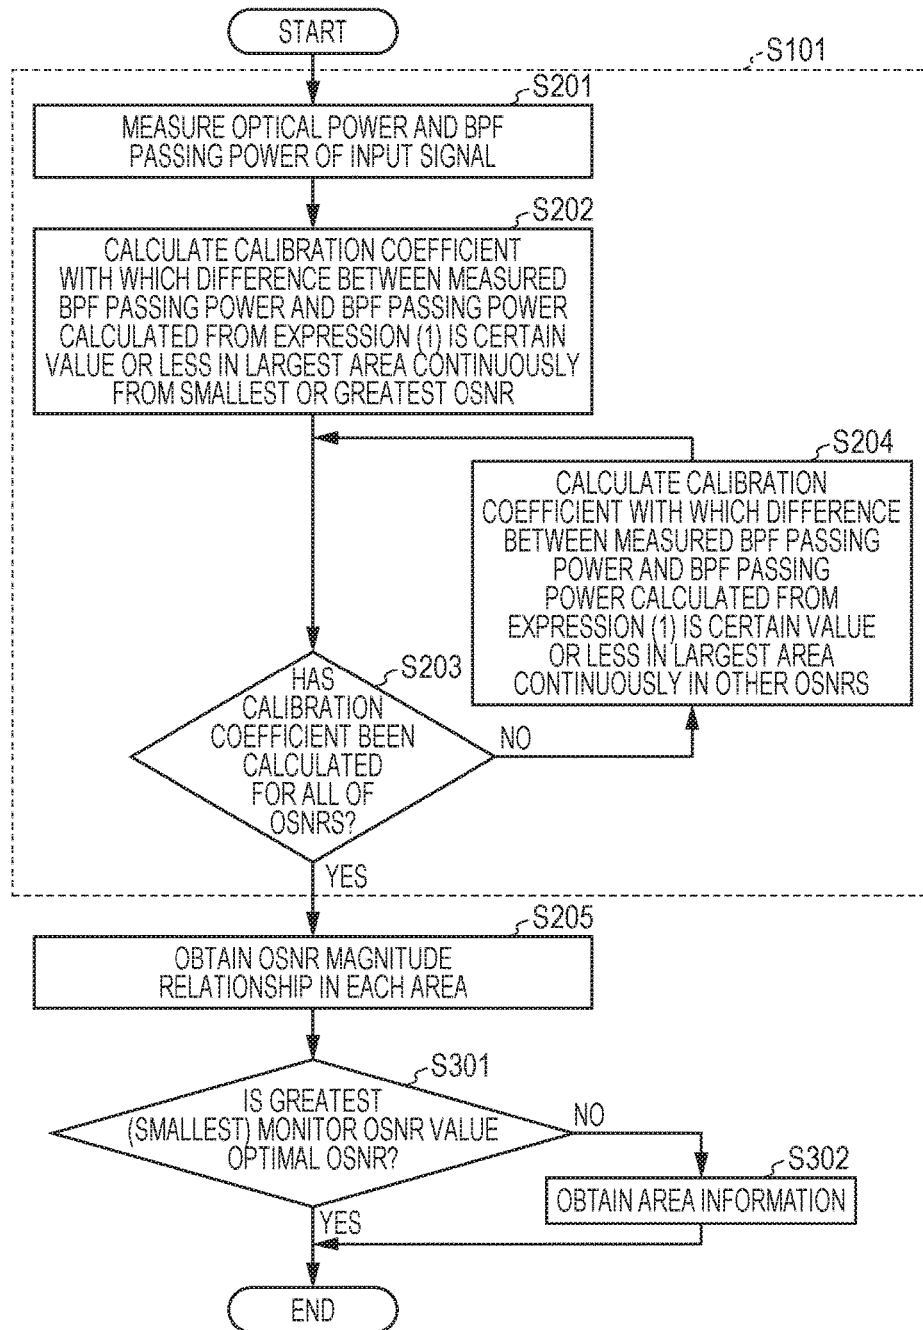 START
S101
S201
MEASURE OPTICAL POWER AND BPF
PASSING POWER OF INPUT SIGNAL
S202
CALCULATE CALIBRATION COEFFICIENT
WITH WHICH DIFFERENCE BETWEEN MEASURED
BPF PASSING POWER AND BPF PASSING POWER
CALCULATED FROM EXPRESSION (1) IS CERTAIN
VALUE OR LESS IN LARGEST AREA CONTINUOUSLY
FROM SMALLEST OR GREATEST OSNR
S204
CALCULATE CALIBRATION
COEFFICIENT WITH WHICH DIFFERENCE
BETWEEN MEASURED BPF PASSING
POWER AND BPF PASSING
POWER CALCULATED FROM
EXPRESSION (1) IS CERTAIN VALUE
OR LESS IN LARGEST AREA
CONTINUOUSLY IN OTHER OSNRS
S203
HAS
CALIBRATION
COEFFICIENT BEEN
CALCULATED
FOR ALL OF
OSNRS?
NO
YES
S205
OBTAIN OSNR MAGNITUDE
RELATIONSHIP IN EACH AREA
S301
IS GREATEST
(SMALLEST) MONITOR OSNR VALUE
OPTIMAL OSNR?
NO
S302
OBTAIN AREA INFORMATION
YES
END